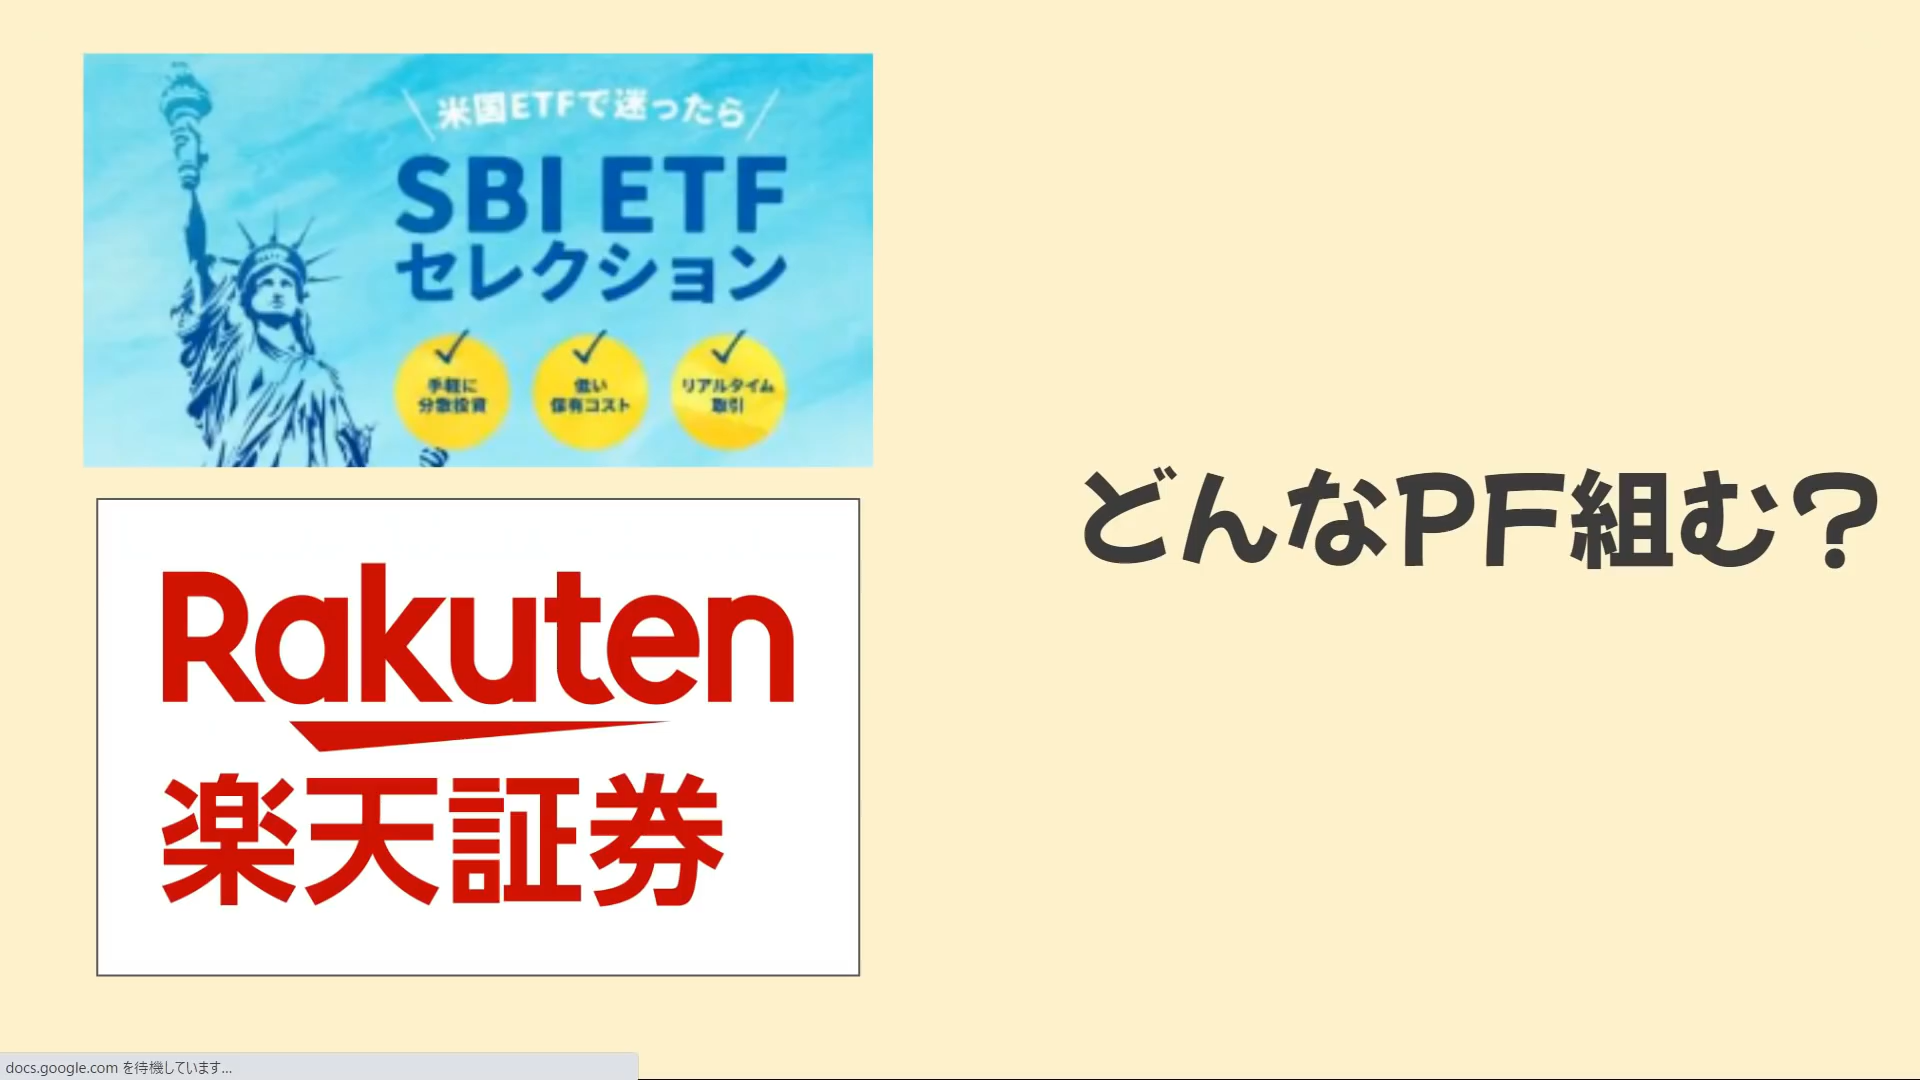 米国ETFで迷ったら
SBI ETF
セレクション
手軽に
分散投資
低い
保有コスト
リアルタイム
取引
どんなPF組む？
Rakuten
楽天証券
docs.google.com を待機しています...